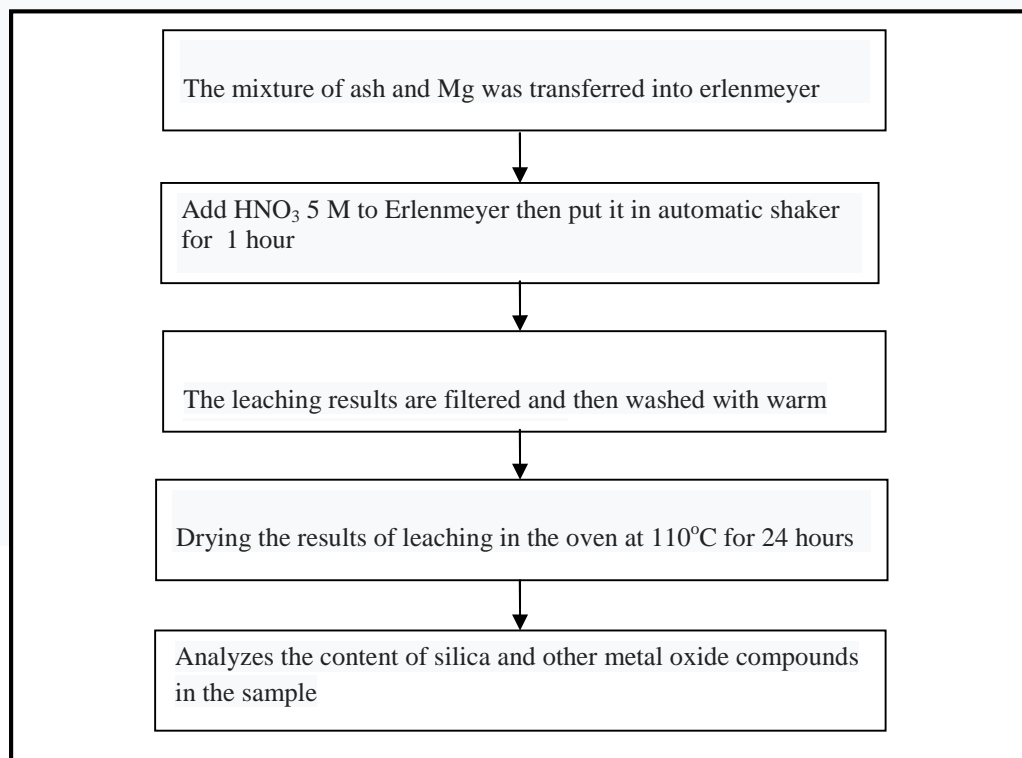 The mixture of ash and Mg was transferred into erlenmeyer
Add HNO₃ 5 M to Erlenmeyer then put it in automatic shaker
for 1 hour
The leaching results are filtered and then washed with warm
Drying the results of leaching in the oven at 110°C for 24 hours
Analyzes the content of silica and other metal oxide compounds
in the sample